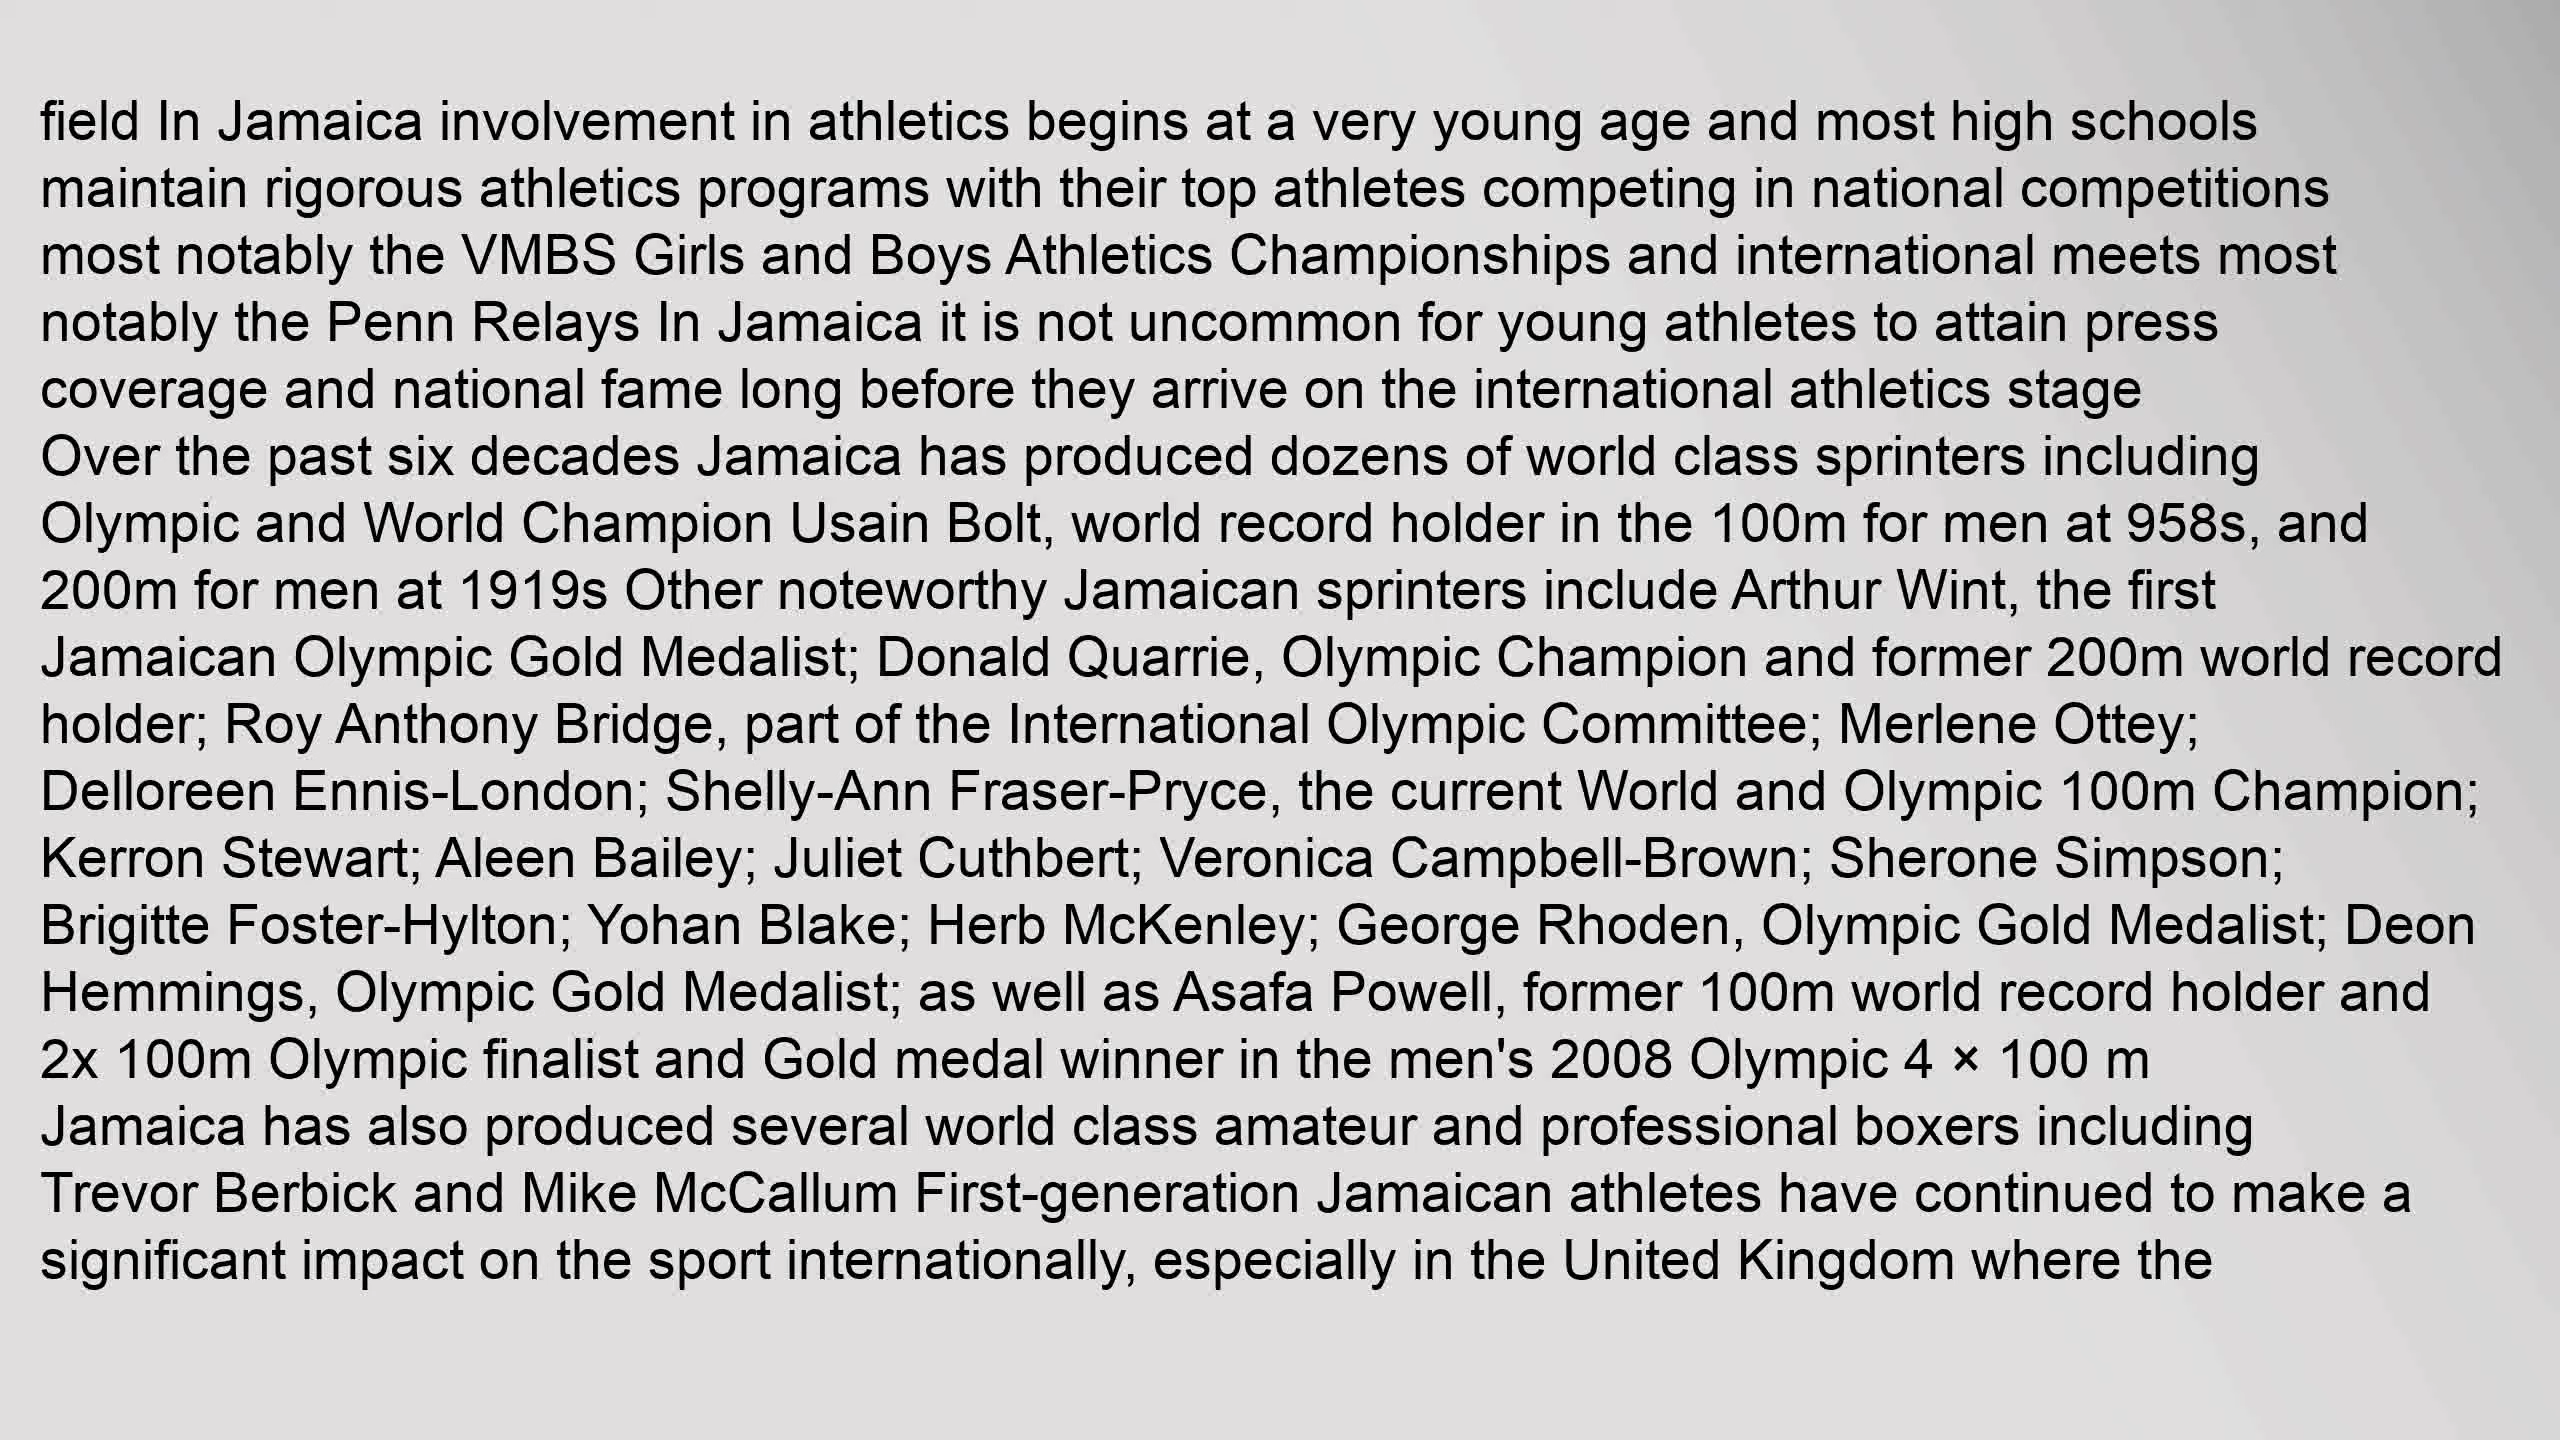 field In Jamaica involvement in athletics begins at a very young age and most high schools
maintain rigorous athletics programs with their top athletes competing in national competitions
most notably the VMBS Girls and Boys Athletics Championships and international meets most
notably the Penn Relays In Jamaica it is not uncommon for young athletes to attain press
coverage and national fame long before they arrive on the international athletics stage
Over the past six decades Jamaica has produced dozens of world class sprinters including
Olympic and World Champion Usain Bolt, world record holder in the 100m for men at 958s, and
200m for men at 1919s Other noteworthy Jamaican sprinters include Arthur Wint, the first
Jamaican Olympic Gold Medalist; Donald Quarrie, Olympic Champion and former 200m world record
holder; Roy Anthony Bridge, part of the International Olympic Committee; Merlene Ottey;
Delloreen Ennis-London; Shelly-Ann Fraser-Pryce, the current World and Olympic 100m Champion;
Kerron Stewart; Aleen Bailey; Juliet Cuthbert; Veronica Campbell-Brown; Sherone Simpson;
Brigitte Foster-Hylton; Yohan Blake; Herb McKenley; George Rhoden, Olympic Gold Medalist; Deon
Hemmings, Olympic Gold Medalist; as well as Asafa Powell, former 100m world record holder and
2x 100m Olympic finalist and Gold medal winner in the men's 2008 Olympic 4 × 100 m
Jamaica has also produced several world class amateur and professional boxers including
Trevor Berbick and Mike McCallum First-generation Jamaican athletes have continued to make a
significant impact on the sport internationally, especially in the United Kingdom where the